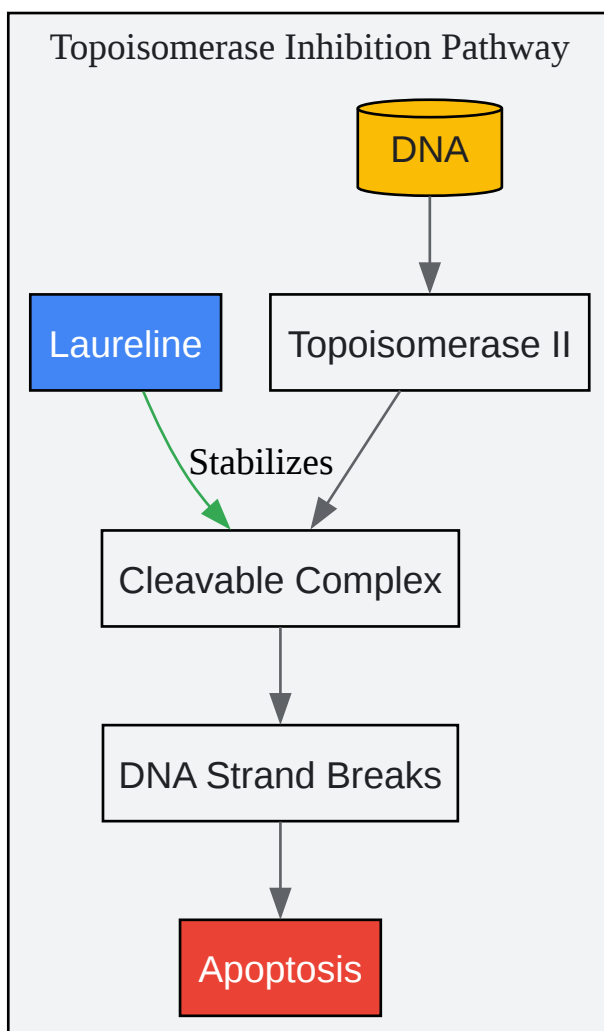 Topoisomerase Inhibition Pathway
DNA
Laureline
Topoisomerase II
Stabilizes
Cleavable Complex
DNA Strand Breaks
Apoptosis